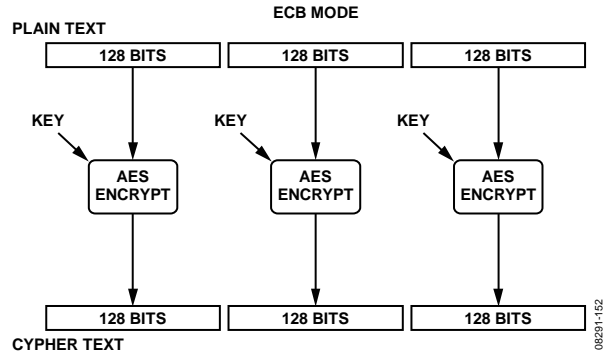 ECB MODE
PLAIN TEXT
128 BITS 128 BITS 128 BITS
KEY KEY KEY
AES ENCRYPT AES ENCRYPT AES ENCRYPT
128 BITS 128 BITS 128 BITS
CYPHER TEXT
08291-152